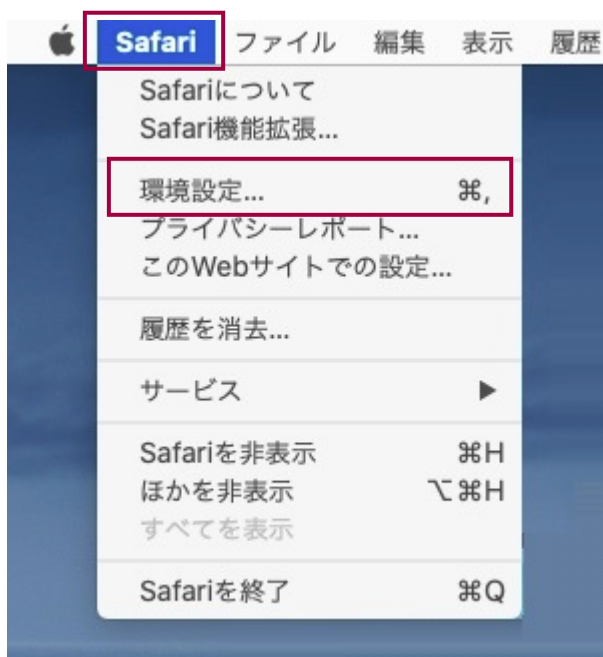 Safari ファイル 編集 表示 履歴
Safariについて
Safari機能拡張...
環境設定... ⌘,
プライバシーレポート...
このWebサイトでの設定...
履歴を消去...
サービス ▶
Safariを非表示 ⌘H
ほかを非表示 ⌥⌘H
すべてを表示
Safariを終了 ⌘Q